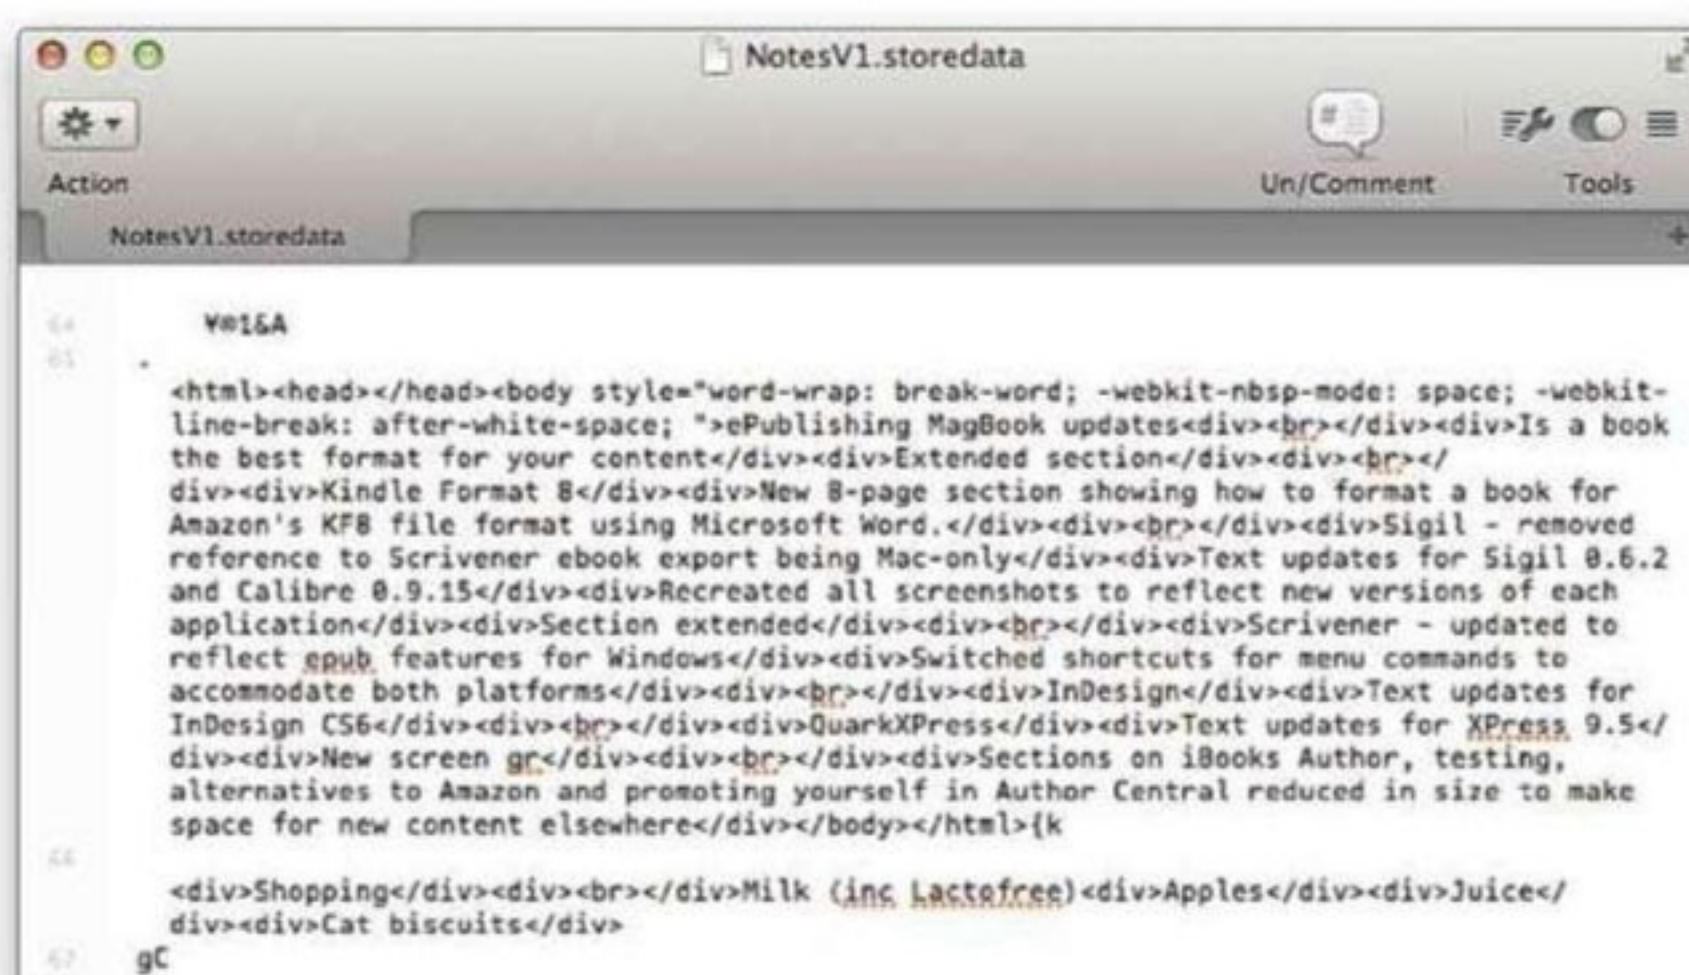 NotesV1.storedata
Action
Un/Comment
Tools
NotesV1.storedata
64
¥∞1&A
65
.
<html><head></head><body style="word-wrap: break-word; -webkit-nbsp-mode: space; -webkit-
line-break: after-white-space; ">ePublishing MagBook updates<div><br></div><div>Is a book
the best format for your content</div><div>Extended section</div><div><br></
div><div>Kindle Format 8</div><div>New 8-page section showing how to format a book for
Amazon's KF8 file format using Microsoft Word.</div><div><br></div><div>Sigil - removed
reference to Scrivener ebook export being Mac-only</div><div>Text updates for Sigil 0.6.2
and Calibre 0.9.15</div><div>Recreated all screenshots to reflect new versions of each
application</div><div>Section extended</div><div><br></div><div>Scrivener - updated to
reflect epub features for Windows</div><div>Switched shortcuts for menu commands to
accommodate both platforms</div><div><br></div><div>InDesign</div><div>Text updates for
InDesign CS6</div><div><br></div><div>QuarkXPress</div><div>Text updates for XPress 9.5</
div><div>New screen gr</div><div><br></div><div>Sections on iBooks Author, testing,
alternatives to Amazon and promoting yourself in Author Central reduced in size to make
space for new content elsewhere</div></body></html>{k
66
<div>Shopping</div><div><br></div>Milk (inc Lactofree)<div>Apples</div><div>Juice</
div><div>Cat biscuits</div>
67
gC